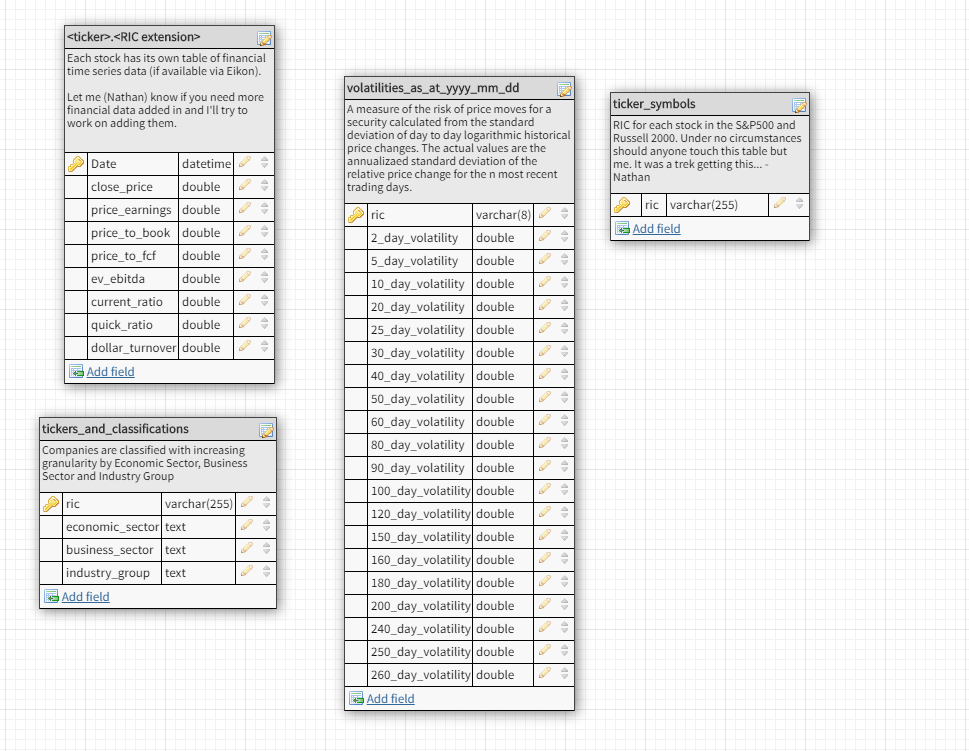 <ticker>.<RIC extension>
Each stock has its own table of financial
time series data (if available via Eikon).
Let me (Nathan) know if you need more
financial data added in and I'll try to
work on adding them.
Date datetime
close_price double
price_earnings double
price_to_book double
price_to_fcf double
ev_ebitda double
current_ratio double
quick_ratio double
dollar_turnover double
Add field
tickers_and_classifications
Companies are classified with increasing
granularity by Economic Sector, Business
Sector and Industry Group
ric varchar(255)
economic_sector text
business_sector text
industry_group text
Add field
volatilities_as_at_yyyy_mm_dd
A measure of the risk of price moves for a
security calculated from the standard
deviation of day to day logarithmic historical
price changes. The actual values are the
annualizaed standard deviation of the
relative price change for the n most recent
trading days.
ric varchar(8)
2_day_volatility double
5_day_volatility double
10_day_volatility double
20_day_volatility double
25_day_volatility double
30_day_volatility double
40_day_volatility double
50_day_volatility double
60_day_volatility double
80_day_volatility double
90_day_volatility double
100_day_volatility double
120_day_volatility double
150_day_volatility double
160_day_volatility double
180_day_volatility double
200_day_volatility double
240_day_volatility double
250_day_volatility double
260_day_volatility double
Add field
ticker_symbols
RIC for each stock in the S&P500 and
Russell 2000. Under no circumstances
should anyone touch this table but
me. It was a trek getting this... -
Nathan
ric varchar(255)
Add field